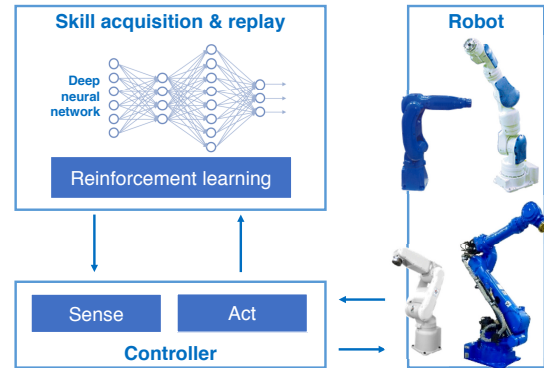 Skill acquisition & replay
Deep
neural
network
Reinforcement learning
Robot
Sense
Act
Controller